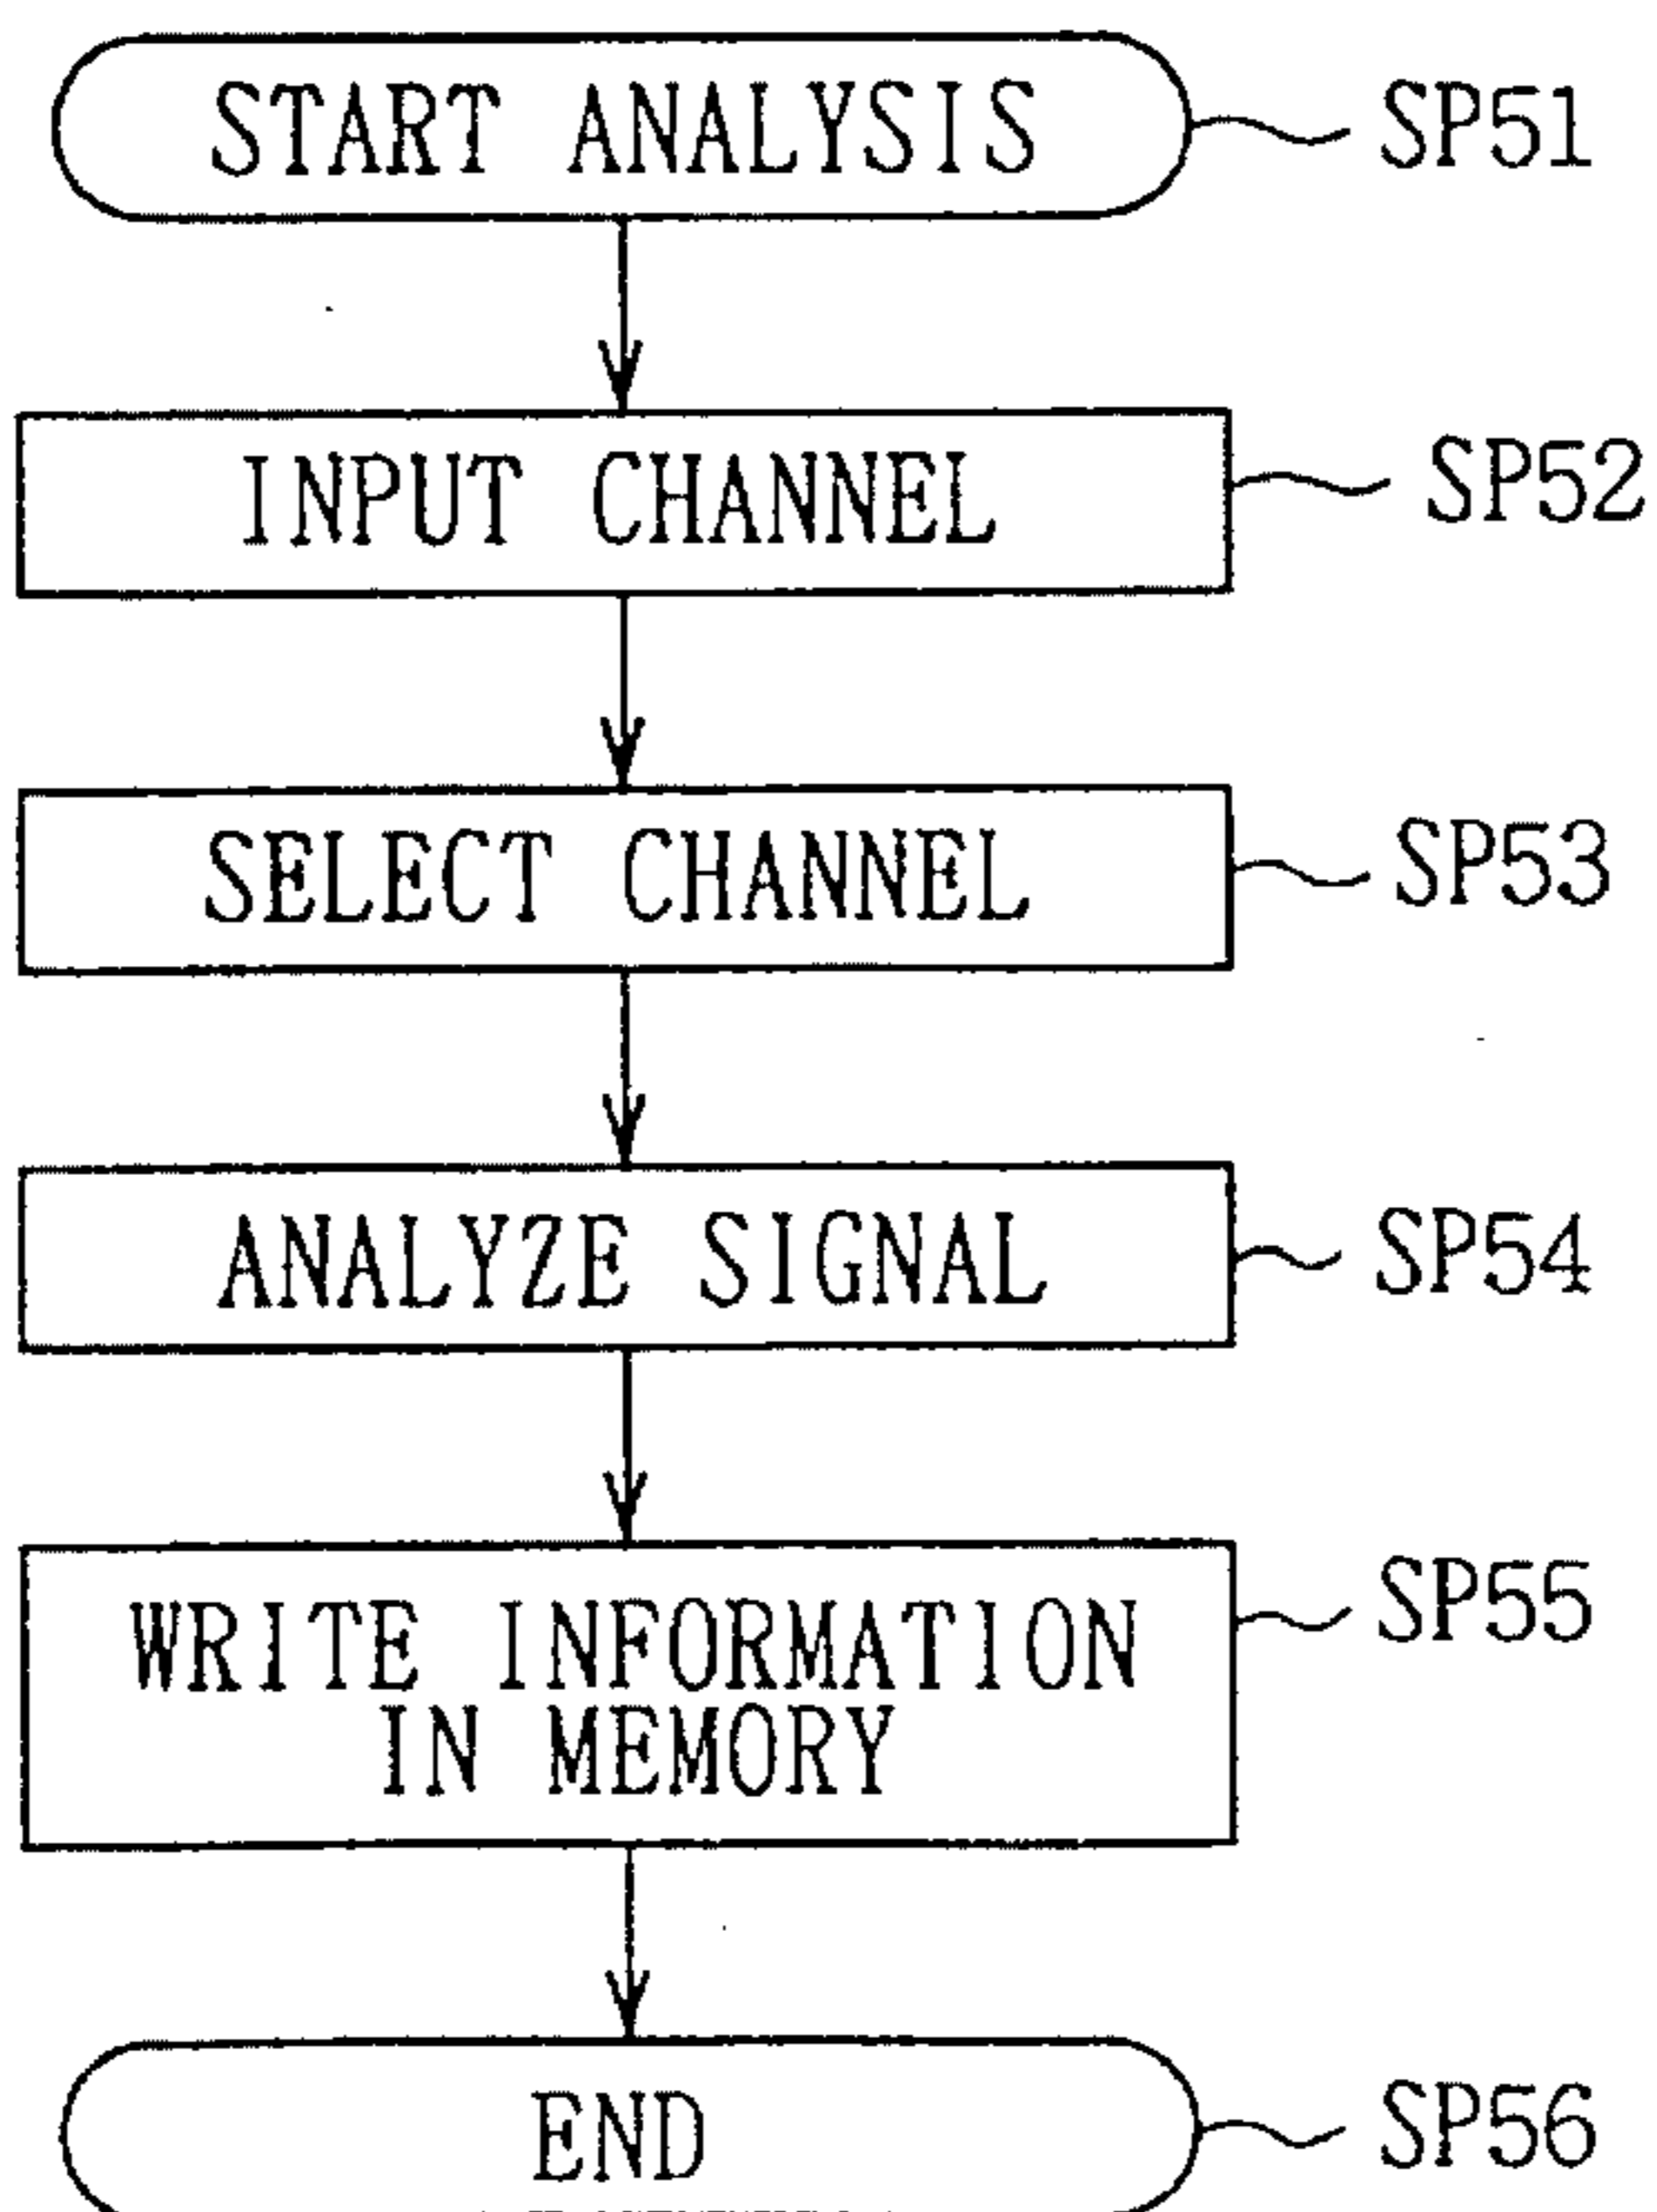 START ANALYSIS
SP51
INPUT CHANNEL
SP52
SELECT CHANNEL
SP53
ANALYZE SIGNAL
SP54
WRITE INFORMATION
IN MEMORY
SP55
END
SP56